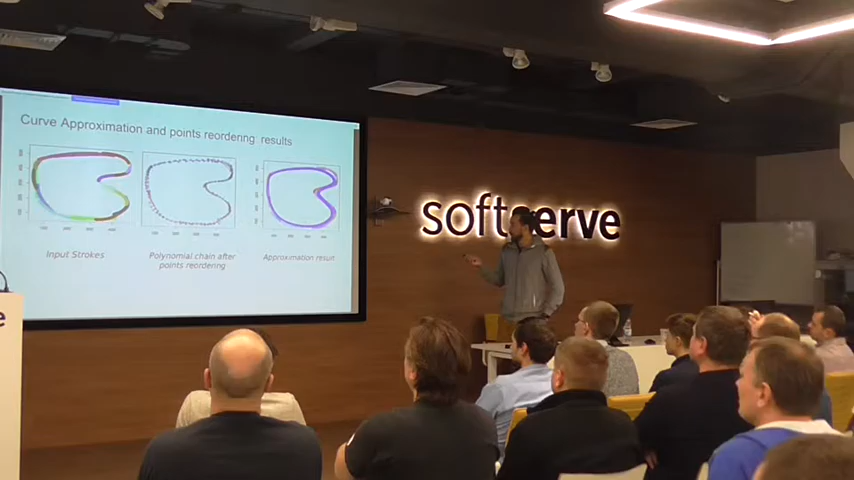 Curve Approximation and points reordering: results
Input Strokes
Polynomial chain after
points reordering
Approximation result
softserve